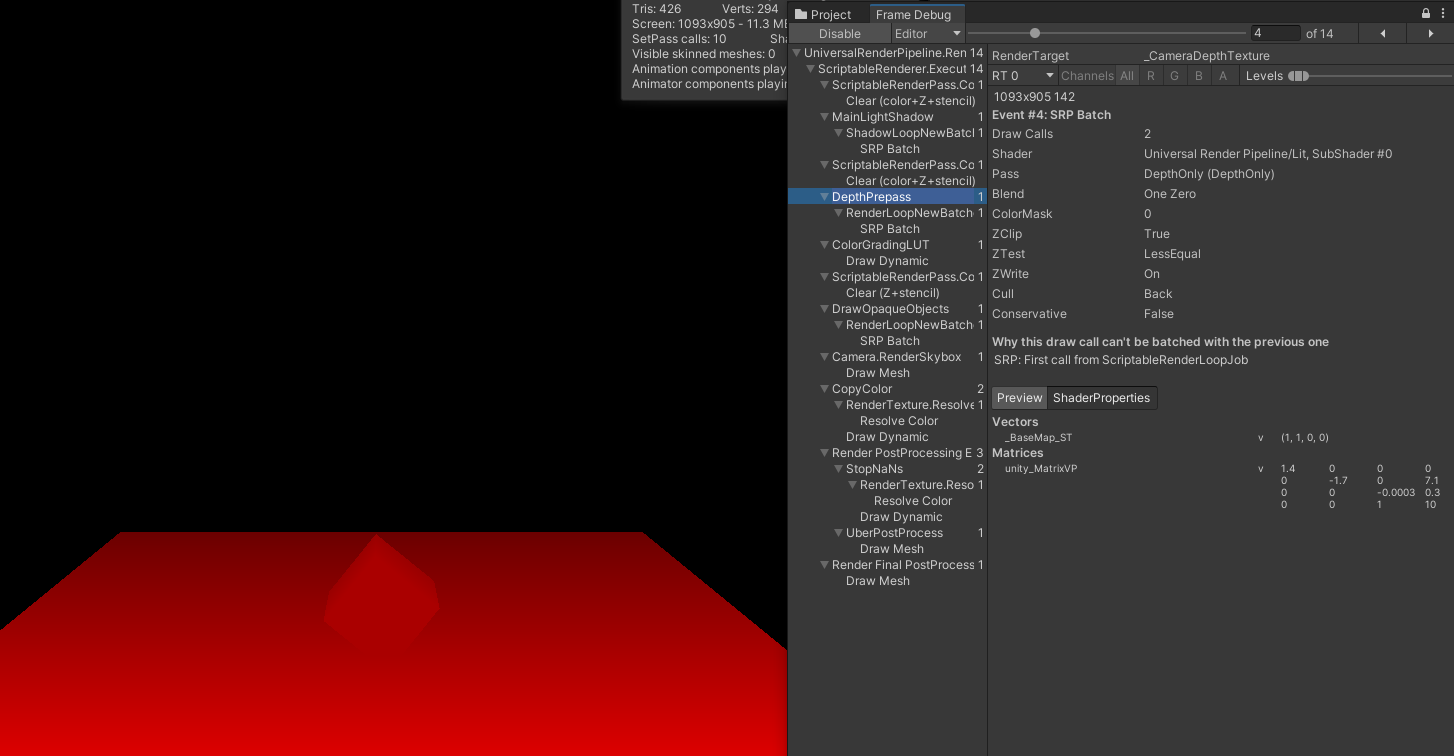 Tris: 426 Verts: 294
Screen: 1093x905 - 11.3 ME
SetPass calls: 10 Sha
Visible skinned meshes: 0
Animation components play
Animator components playi
Project Frame Debug
Disable Editor 4 of 14
UniversalRenderPipeline.Ren 14
ScriptableRenderer.Execut 14
ScriptableRenderPass.Co 1
Clear (color+Z+stencil)
MainLightShadow 1
ShadowLoopNewBatcl 1
SRP Batch
ScriptableRenderPass.Co 1
Clear (color+Z+stencil)
DepthPrepass 1
RenderLoopNewBatch 1
SRP Batch
ColorGradingLUT 1
Draw Dynamic
ScriptableRenderPass.Co 1
Clear (Z+stencil)
DrawOpaqueObjects 1
RenderLoopNewBatch 1
SRP Batch
Camera.RenderSkybox 1
Draw Mesh
CopyColor 2
RenderTexture.Resolve 1
Resolve Color
Draw Dynamic
Render PostProcessing E 3
StopNaNs 2
RenderTexture.Reso 1
Resolve Color
Draw Dynamic
UberPostProcess 1
Draw Mesh
Render Final PostProcess 1
Draw Mesh
RenderTarget _CameraDepthTexture
RT 0 Channels All R G B A Levels
1093x905 142
Event #4: SRP Batch
Draw Calls 2
Shader Universal Render Pipeline/Lit, SubShader #0
Pass DepthOnly (DepthOnly)
Blend One Zero
ColorMask 0
ZClip True
ZTest LessEqual
ZWrite On
Cull Back
Conservative False
Why this draw call can't be batched with the previous one
SRP: First call from ScriptableRenderLoopJob
Preview ShaderProperties
Vectors
_BaseMap_ST v (1, 1, 0, 0)
Matrices
unity_MatrixVP v 1.4 0 0 0
0 -1.7 0 7.1
0 0 -0.0003 0.3
0 0 1 10